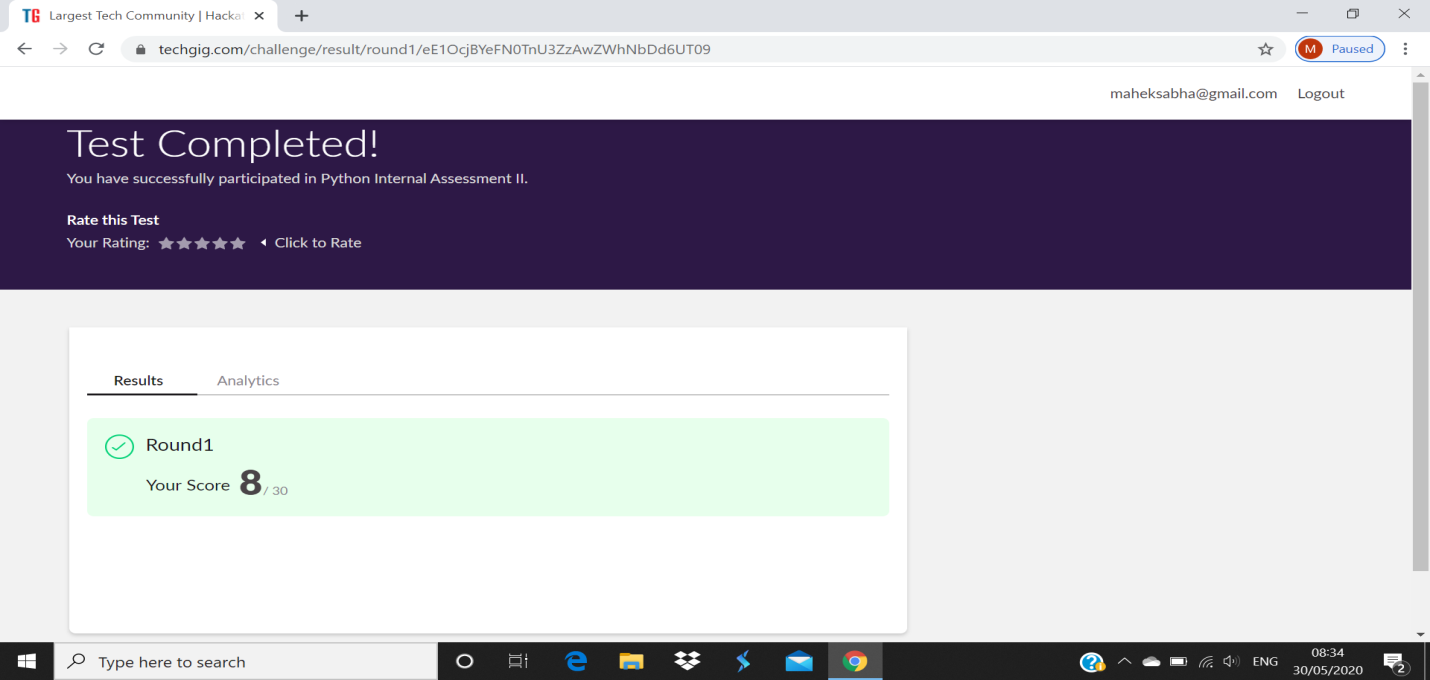 TG Largest Tech Community | Hacka
techgig.com/challenge/result/round1/eE1OcjBYeFN0TnU3ZzAwZWhNbDd6UT09
M Paused
maheksabha@gmail.com Logout
Test Completed!
You have successfully participated in Python Internal Assessment II.
Rate this Test
Your Rating: Click to Rate
Results Analytics
Round1
Your Score 8 / 30
Type here to search
ENG
08:34
30/05/2020
2